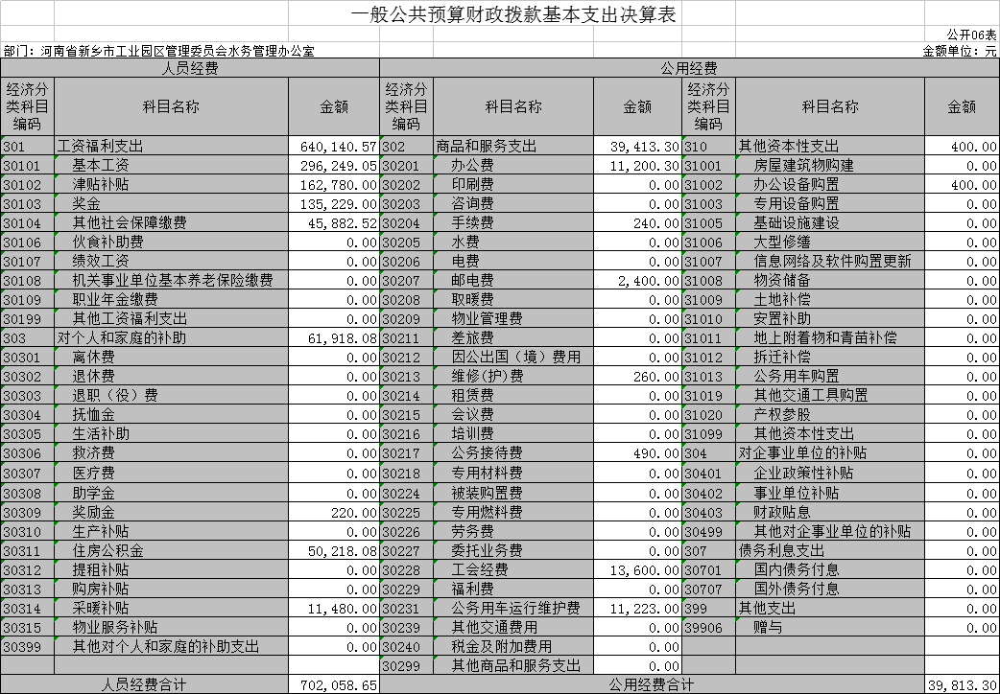 一般公共预算财政拨款基本支出决算表
公开06表
部门：河南省新乡市工业园区管理委员会水务管理办公室 金额单位：元
人员经费 公用经费
经济分类科目编码 科目名称 金额 经济分类科目编码 科目名称 金额 经济分类科目编码 科目名称 金额
301 工资福利支出 640,140.57 302 商品和服务支出 39,413.30 310 其他资本性支出 400.00
30101 基本工资 296,249.05 30201 办公费 11,200.30 31001 房屋建筑物购建 0.00
30102 津贴补贴 162,780.00 30202 印刷费 0.00 31002 办公设备购置 400.00
30103 奖金 135,229.00 30203 咨询费 0.00 31003 专用设备购置 0.00
30104 其他社会保障缴费 45,882.52 30204 手续费 240.00 31005 基础设施建设 0.00
30106 伙食补助费 0.00 30205 水费 0.00 31006 大型修缮 0.00
30107 绩效工资 0.00 30206 电费 0.00 31007 信息网络及软件购置更新 0.00
30108 机关事业单位基本养老保险缴费 0.00 30207 邮电费 2,400.00 31008 物资储备 0.00
30109 职业年金缴费 0.00 30208 取暖费 0.00 31009 土地补偿 0.00
30199 其他工资福利支出 0.00 30209 物业管理费 0.00 31010 安置补助 0.00
303 对个人和家庭的补助 61,918.08 30211 差旅费 0.00 31011 地上附着物和青苗补偿 0.00
30301 离休费 0.00 30212 因公出国（境）费用 0.00 31012 拆迁补偿 0.00
30302 退休费 0.00 30213 维修(护)费 260.00 31013 公务用车购置 0.00
30303 退职（役）费 0.00 30214 租赁费 0.00 31019 其他交通工具购置 0.00
30304 抚恤金 0.00 30215 会议费 0.00 31020 产权参股 0.00
30305 生活补助 0.00 30216 培训费 0.00 31099 其他资本性支出 0.00
30306 救济费 0.00 30217 公务接待费 490.00 304 对企事业单位的补贴 0.00
30307 医疗费 0.00 30218 专用材料费 0.00 30401 企业政策性补贴 0.00
30308 助学金 0.00 30224 被装购置费 0.00 30402 事业单位补贴 0.00
30309 奖励金 220.00 30225 专用燃料费 0.00 30403 财政贴息 0.00
30310 生产补贴 0.00 30226 劳务费 0.00 30499 其他对企事业单位的补贴 0.00
30311 住房公积金 50,218.08 30227 委托业务费 0.00 307 债务利息支出 0.00
30312 提租补贴 0.00 30228 工会经费 13,600.00 30701 国内债务付息 0.00
30313 购房补贴 0.00 30229 福利费 0.00 30707 国外债务付息 0.00
30314 采暖补贴 11,480.00 30231 公务用车运行维护费 11,223.00 399 其他支出 0.00
30315 物业服务补贴 0.00 30239 其他交通费用 0.00 39906 赠与 0.00
30399 其他对个人和家庭的补助支出 0.00 30240 税金及附加费用 0.00
30299 其他商品和服务支出 0.00
人员经费合计 702,058.65 公用经费合计 39,813.30